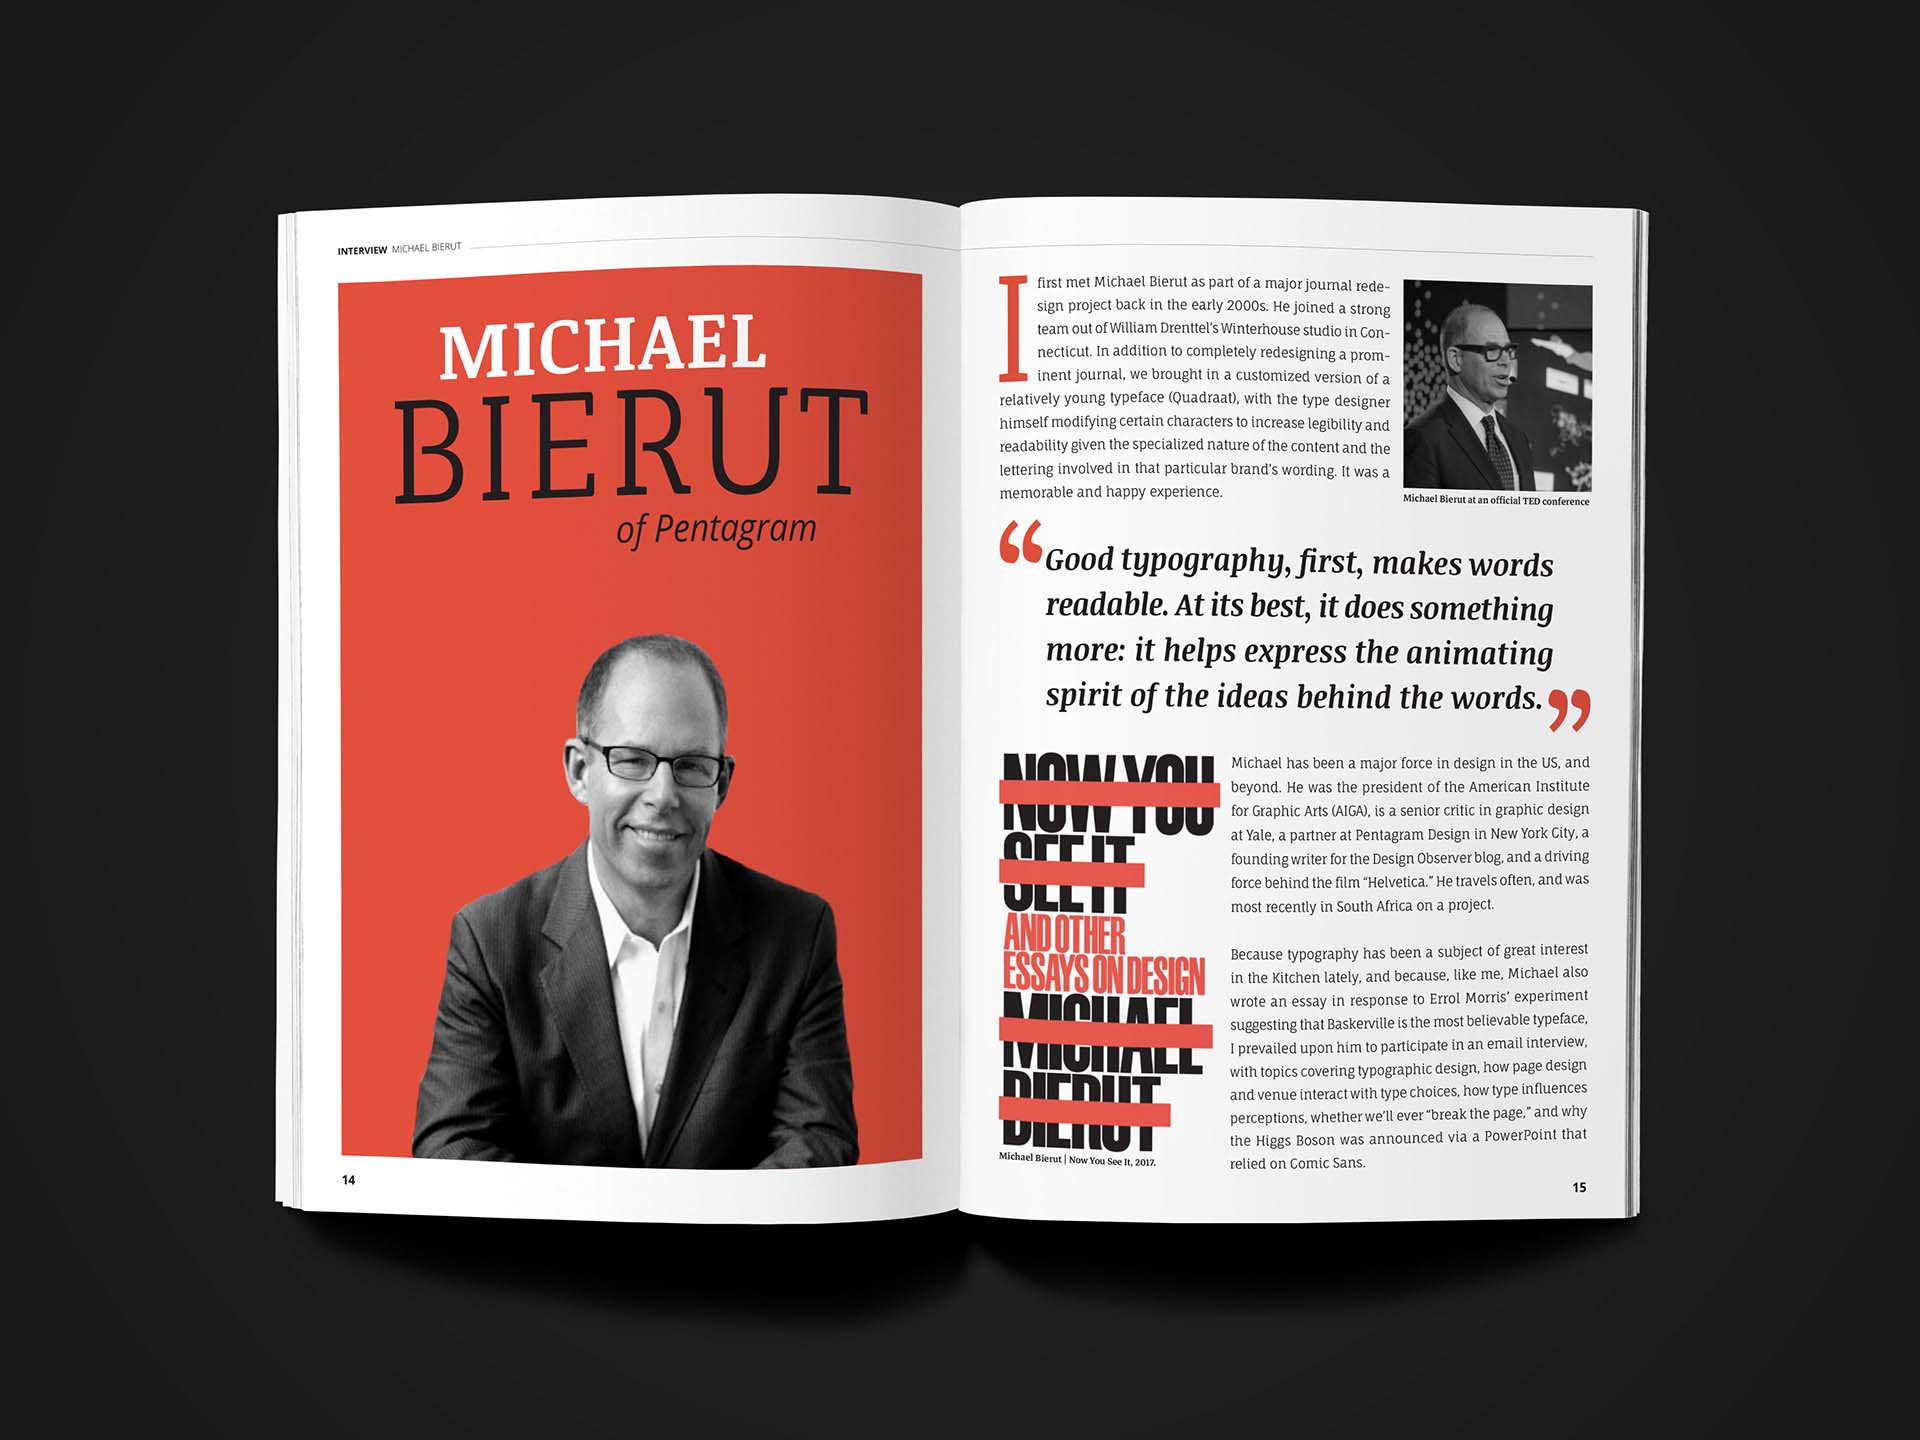 INTERVIEW MICHAEL BIERUT
MICHAEL
BIERUT
of Pentagram
14
I first met Michael Bierut as part of a major journal rede-
sign project back in the early 2000s. He joined a strong
team out of William Drenttel's Winterhouse studio in Con-
necticut. In addition to completely redesigning a prom-
inent journal, we brought in a customized version of a
relatively young typeface (Quadraat), with the type designer
himself modifying certain characters to increase legibility and
readability given the specialized nature of the content and the
lettering involved in that particular brand's wording. It was a
memorable and happy experience.
Michael Bierut at an official TED conference
“Good typography, first, makes words
readable. At its best, it does something
more: it helps express the animating
spirit of the ideas behind the words.”
NOW YOU
SEE IT
AND OTHER
ESSAYS ON DESIGN
MICHAEL
BIERUT
Michael Bierut | Now You See It, 2017.
Michael has been a major force in design in the US, and
beyond. He was the president of the American Institute
for Graphic Arts (AIGA), is a senior critic in graphic design
at Yale, a partner at Pentagram Design in New York City, a
founding writer for the Design Observer blog, and a driving
force behind the film “Helvetica.” He travels often, and was
most recently in South Africa on a project.
Because typography has been a subject of great interest
in the Kitchen lately, and because, like me, Michael also
wrote an essay in response to Errol Morris’ experiment
suggesting that Baskerville is the most believable typeface,
I prevailed upon him to participate in an email interview,
with topics covering typographic design, how page design
and venue interact with type choices, how type influences
perceptions, whether we’ll ever “break the page,” and why
the Higgs Boson was announced via a PowerPoint that
relied on Comic Sans.
15